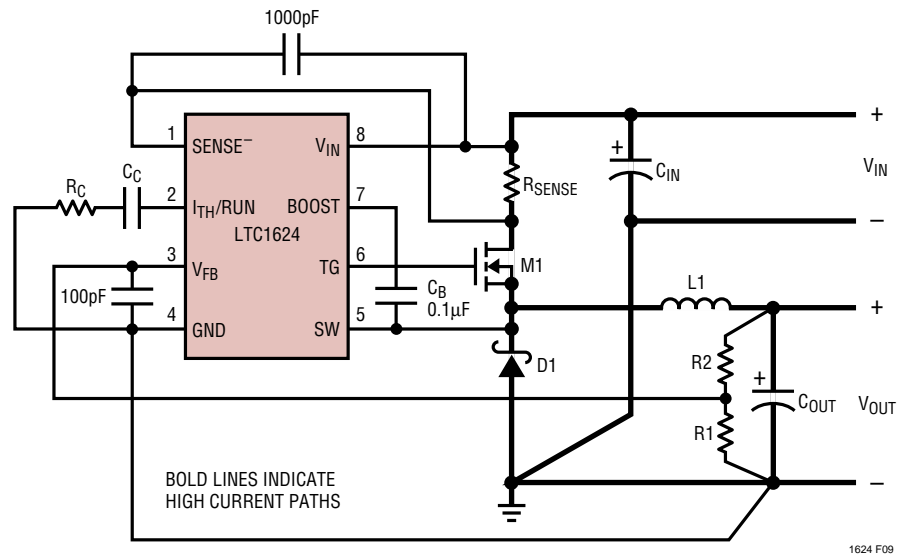 1000pF
1
SENSE⁻
VIN
8
+
VIN
−
RSENSE
CIN
+
RC
CC
2
ITH/RUN
BOOST
7
LTC1624
3
VFB
TG
6
M1
100pF
CB
0.1µF
4
GND
SW
5
D1
L1
+
R2
+
COUT
VOUT
R1
−
BOLD LINES INDICATE
HIGH CURRENT PATHS
1624 F09